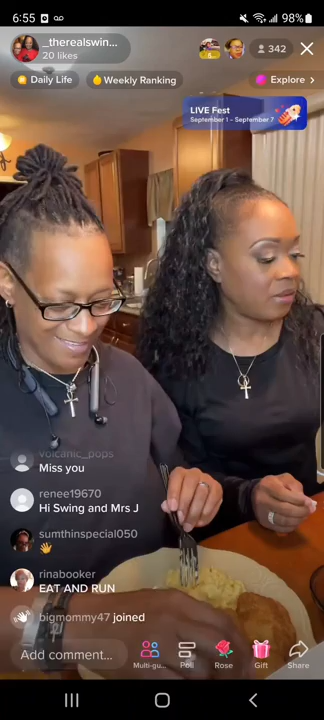 6:55
98%
_therealswin...
20 likes
342
Daily Life
Weekly Ranking
Explore >
LIVE Fest
September 1 – September 7
volcanic_pops
Miss you
renee19670
Hi Swing and Mrs J
sumthinspecial050
👋
rinabooker
EAT AND RUN
bigmommy47 joined
Add comment...
Multi-gu...
Poll
Rose
Gift
Share